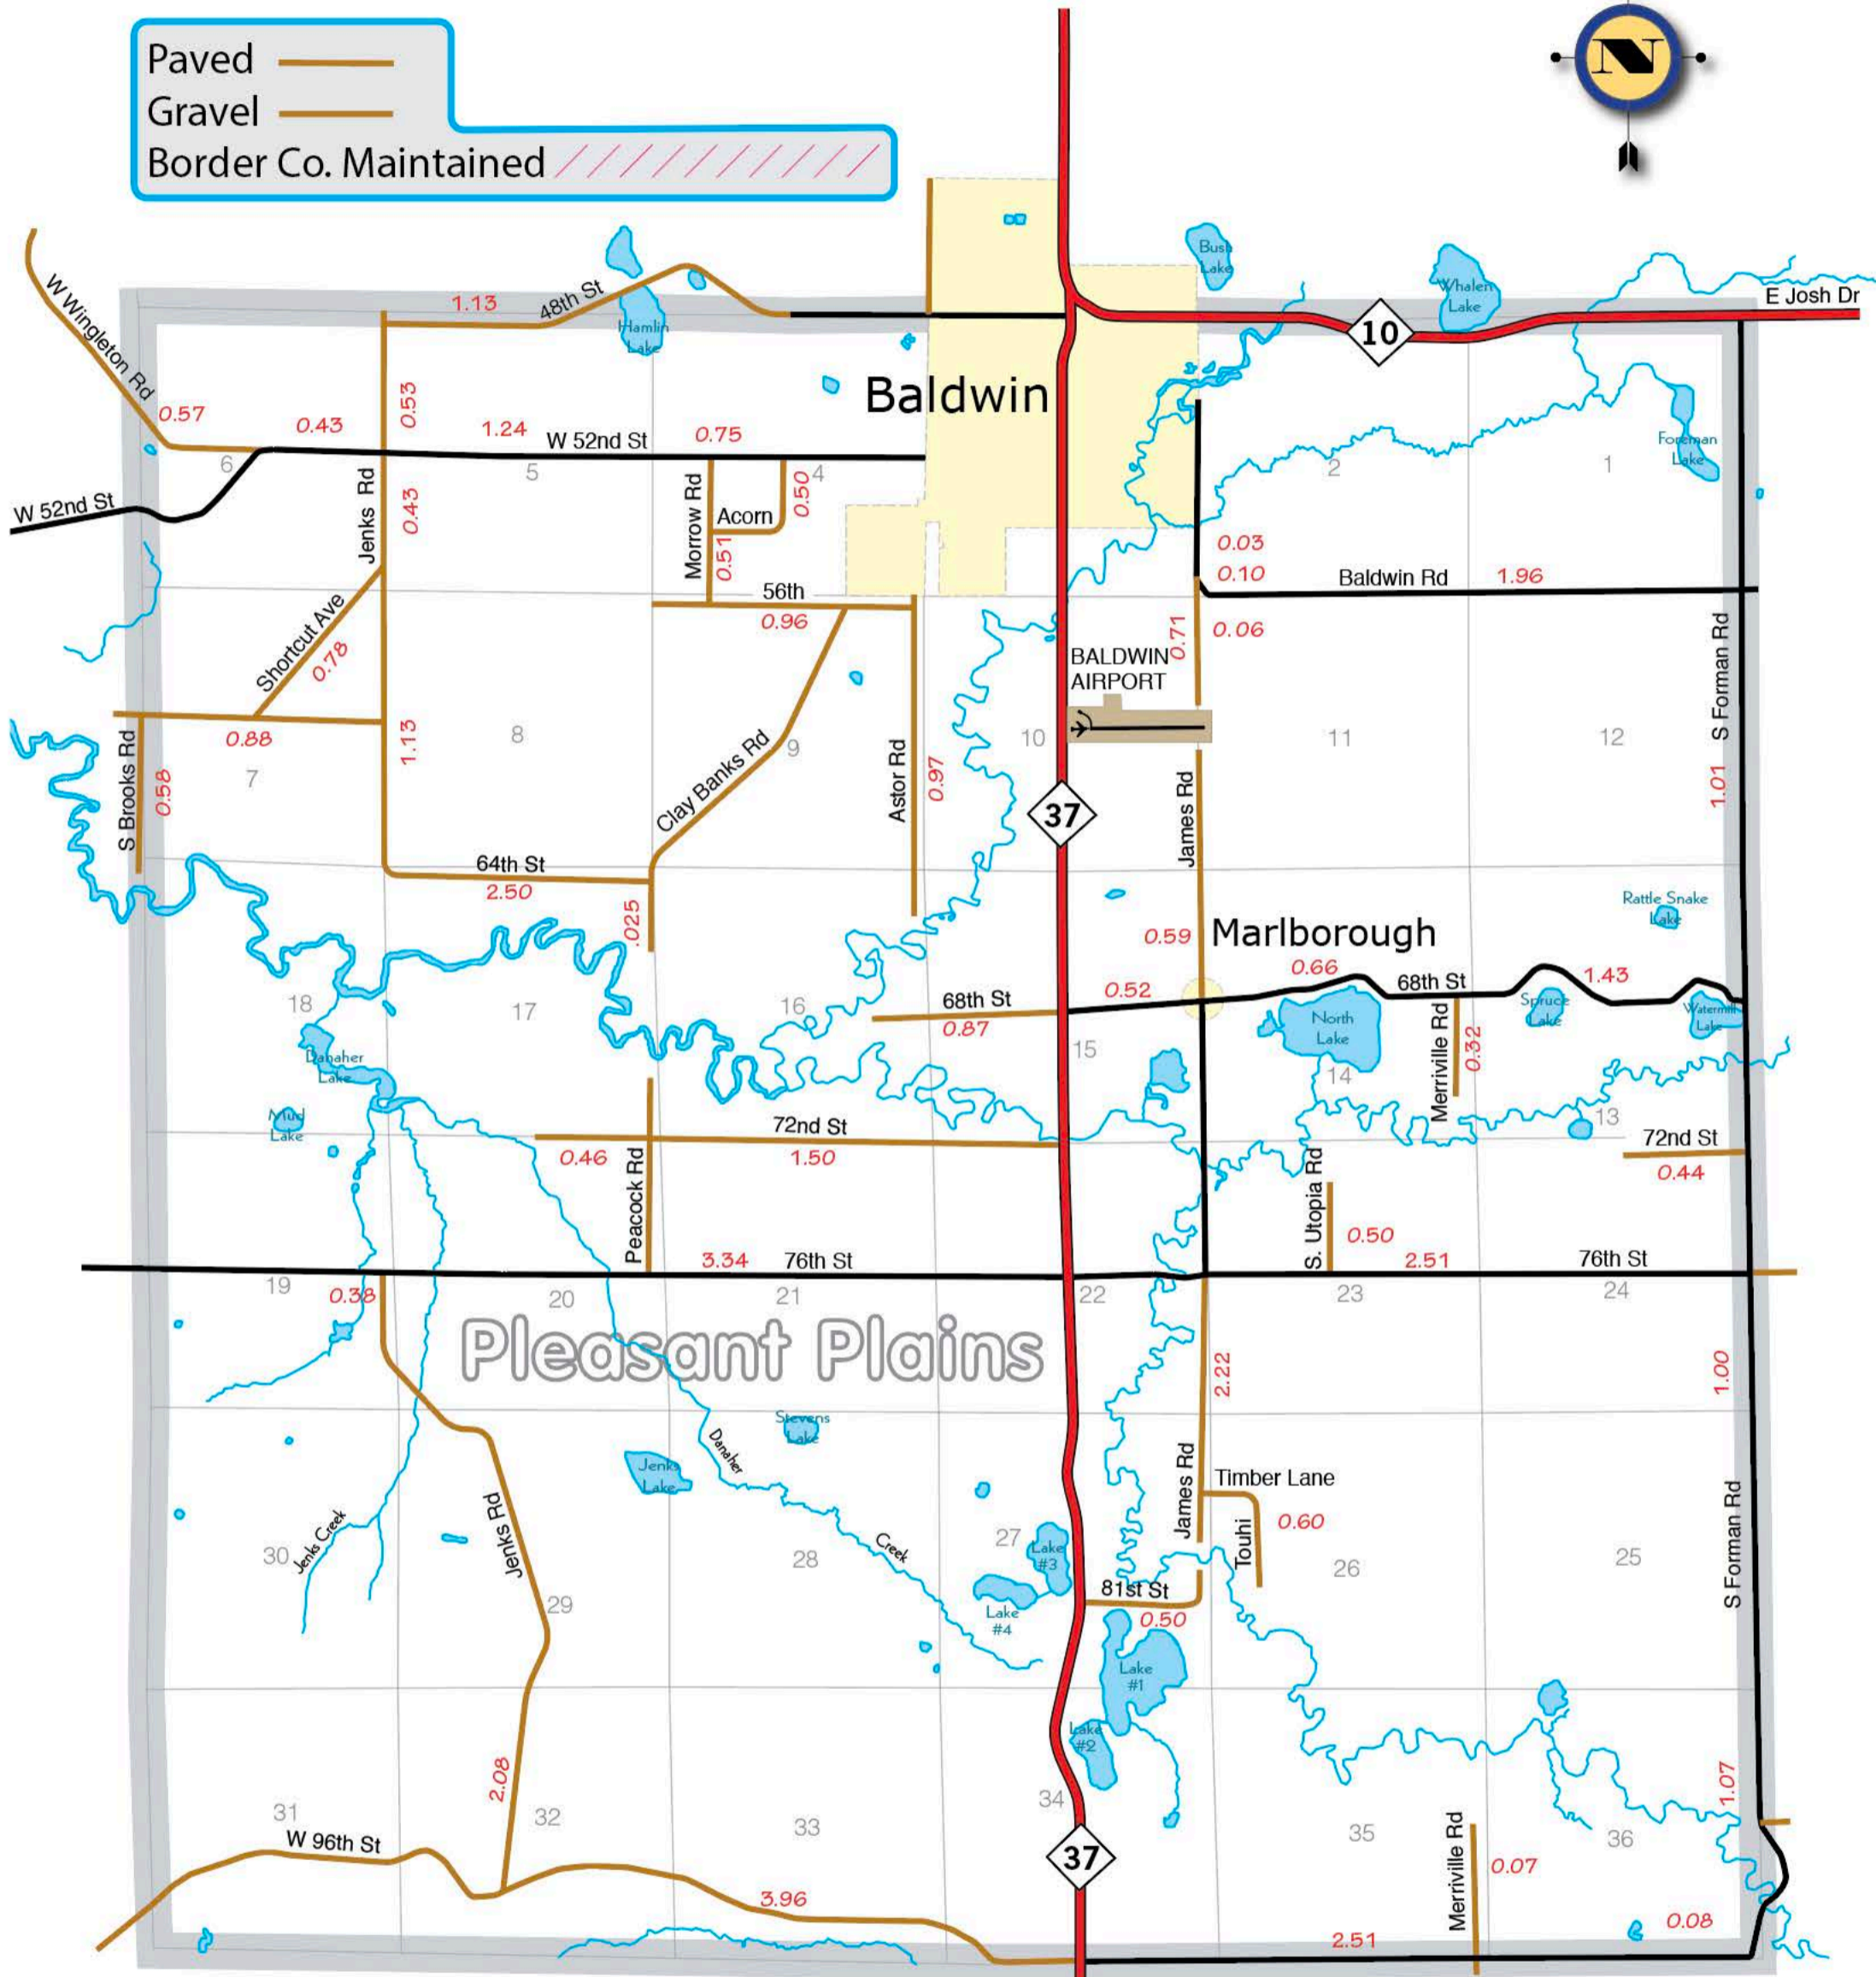 Paved
Gravel
Border Co. Maintained
N
Bush
Lake
Whalen
Lake
E Josh Dr
10
W Wingleton Rd
1.13
48th St
Hamlin
Lake
Baldwin
0.57
0.43
0.53
1.24
W 52nd St
0.75
Foreman
Lake
6
5
4
2
1
W 52nd St
Jenks Rd
0.43
Morrow Rd
Acorn
0.50
0.51
0.03
0.10
Baldwin Rd
1.96
56th
0.96
Shortcut Ave
0.78
0.71
0.06
BALDWIN
AIRPORT
S Forman Rd
0.88
1.13
8
9
10
11
12
7
S Brooks Rd
0.58
Clay Banks Rd
Astor Rd
0.97
37
James Rd
1.01
64th St
2.50
.025
Rattle Snake
Lake
0.59
Marlborough
0.66
68th St
1.43
18
17
16
68th St
0.87
0.52
15
North
Lake
14
Spruce
Lake
Watermill
Lake
Merriville Rd
0.32
13
Danaher
Lake
Mud
Lake
72nd St
0.46
1.50
Peacock Rd
72nd St
0.44
S. Utopia Rd
0.50
3.34
76th St
2.51
76th St
19
0.38
20
21
22
23
24
Pleasant Plains
2.22
1.00
Stevens
Lake
Jenks
Lake
Danaher
Creek
Jenks Rd
James Rd
Timber Lane
Touhi
0.60
S Forman Rd
30
Jenks Creek
29
28
27
Lake
#3
26
25
Lake
#4
81st St
0.50
Lake
#1
Lake
#2
2.08
1.07
31
32
33
34
35
36
W 96th St
37
Merriville Rd
0.07
3.96
0.08
2.51